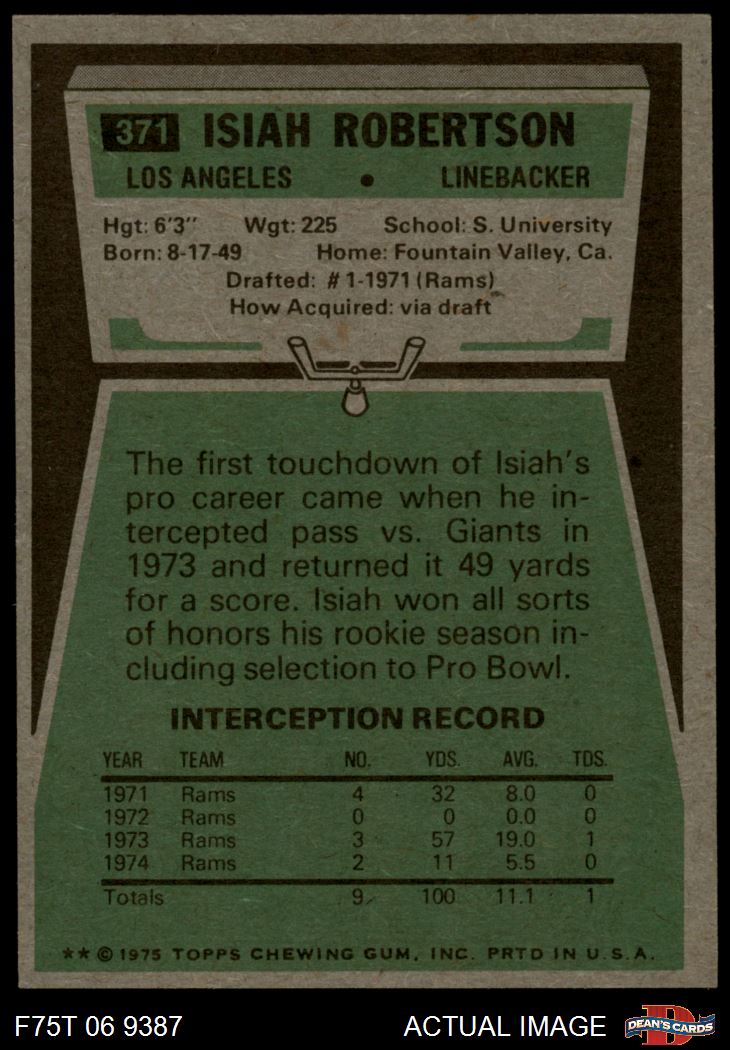 371 ISIAH ROBERTSON
LOS ANGELES • LINEBACKER
Hgt: 6'3" Wgt: 225 School: S. University
Born: 8-17-49 Home: Fountain Valley, Ca.
Drafted: #1-1971 (Rams)
How Acquired: via draft
The first touchdown of Isiah's
pro career came when he in-
tercepted pass vs. Giants in
1973 and returned it 49 yards
for a score. Isiah won all sorts
of honors his rookie season in-
cluding selection to Pro Bowl.
INTERCEPTION RECORD
YEAR TEAM NO. YDS. AVG. TDS.
1971 Rams 4 32 8.0 0
1972 Rams 0 0 0.0 0
1973 Rams 3 57 19.0 1
1974 Rams 2 11 5.5 0
Totals 9 100 11.1 1
** © 1975 TOPPS CHEWING GUM, INC. PRTD IN U.S.A.
F75T 06 9387 ACTUAL IMAGE D DEAN'S CARDS